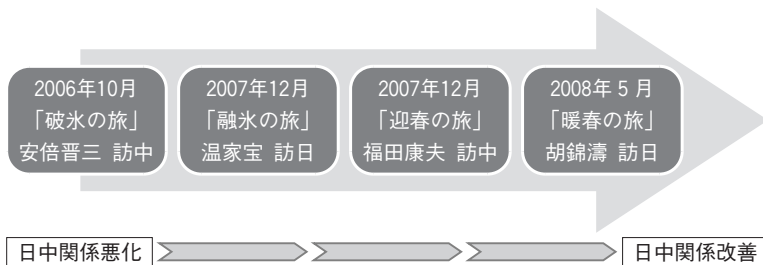 2006年10月
「破氷の旅」
安倍晋三 訪中
2007年12月
「融氷の旅」
温家宝 訪日
2007年12月
「迎春の旅」
福田康夫 訪中
2008年5月
「暖春の旅」
胡錦濤 訪日
日中関係悪化
日中関係改善